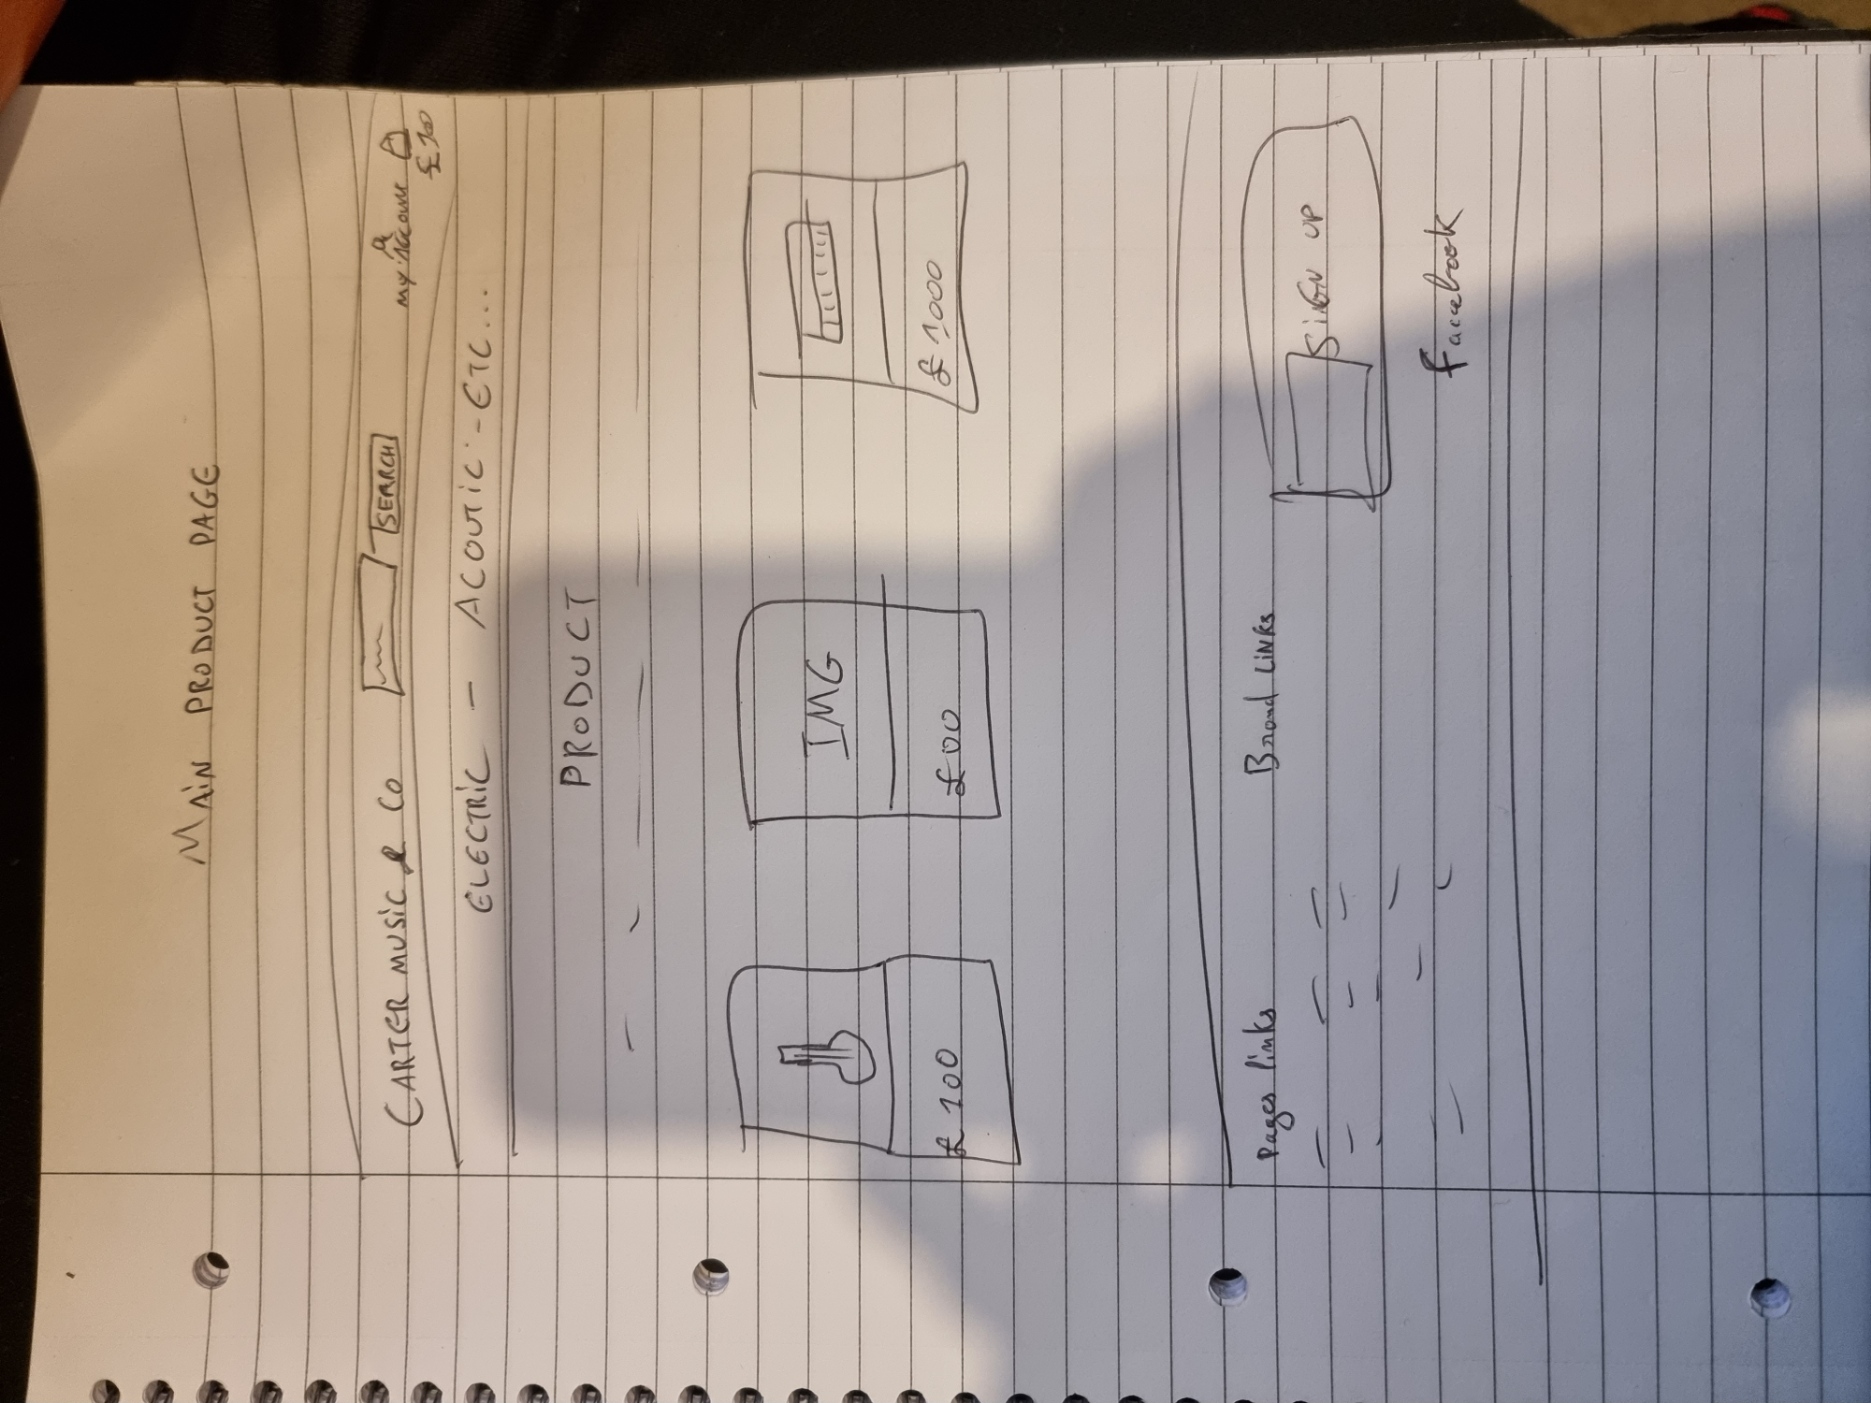 MAIN PRODUCT PAGE
CARTER MUSIC & CO SEARCH My Account
£100
ELECTRIC - ACOUTIC - ETC...
PRODUCT
IMG
£100 £00 £1000
Pages links Brand LINKS
SIGN UP
Facebook